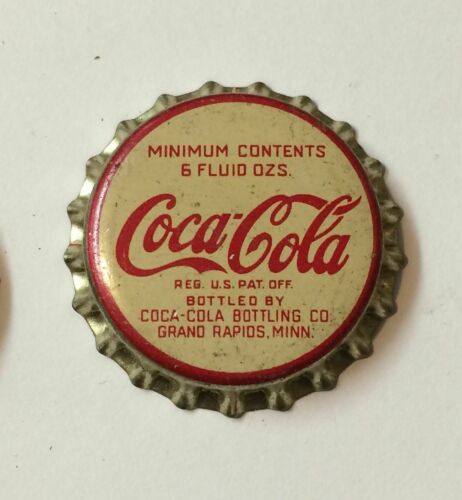 MINIMUM CONTENTS
6 FLUID OZS.
Coca-Cola
REG. U.S. PAT. OFF.
BOTTLED BY
COCA-COLA BOTTLING CO.
GRAND RAPIDS, MINN.